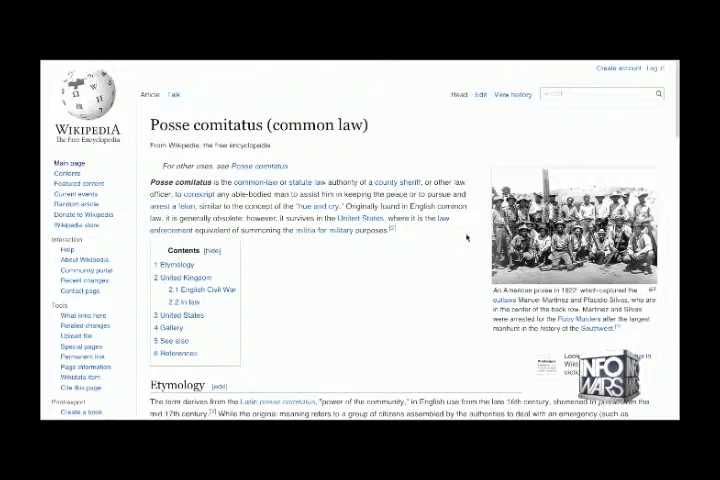 Create account Log in
Article Talk
Read Edit View history
WIKIPEDIA
The Free Encyclopedia
Posse comitatus (common law)
From Wikipedia, the free encyclopedia
For other uses, see Posse comitatus
Posse comitatus is the common-law or statute law authority of a county sheriff, or other law
officer, to conscript any able-bodied man to assist him in keeping the peace or to pursue and
arrest a felon, similar to the concept of the "hue and cry." Originally found in English common
law, it is generally obsolete; however, it survives in the United States, where it is the law
enforcement equivalent of summoning the militia for military purposes.[2]
Main page
Contents
Featured content
Current events
Random article
Donate to Wikipedia
Wikipedia store
Interaction
Help
About Wikipedia
Community portal
Recent changes
Contact page
Tools
What links here
Related changes
Upload file
Special pages
Permanent link
Page information
Wikidata item
Cite this page
Print/export
Create a book
Contents [hide]
1 Etymology
2 United Kingdom
2.1 English Civil War
2.2 In law
3 United States
4 Gallery
5 See also
6 References
An American posse in 1922 which captured the
outlaws Manuel Martinez and Placidio Silvas, who are
in the center of the back row. Martinez and Silvas
were arrested for the Ruby Murders after the largest
manhunt in the history of the Southwest.[1]
Etymology [edit]
The term derives from the Latin posse comitatus, "power of the community," in English use from the late 16th century, shortened to
mid 17th century.[3] While the original meaning refers to a group of citizens assembled by the authorities to deal with an emergency (such as
INFO
WARS